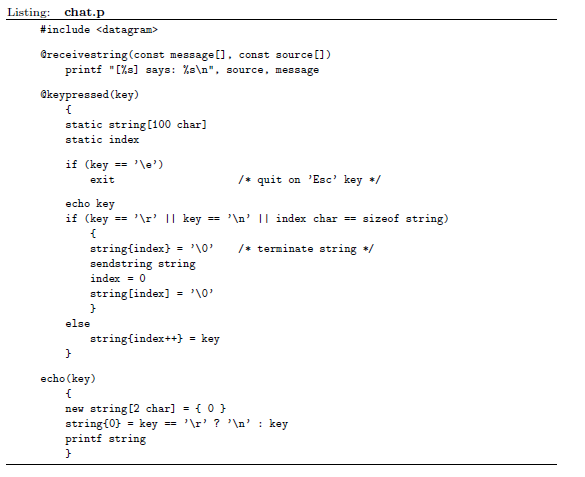 Listing: chat.p
#include <datagram>
@receivestring(const message[], const source[])
printf "[%s] says: %s\n", source, message
@keypressed(key)
{
static string[100 char]
static index
if (key == ’\e’)
exit /* quit on ’Esc’ key */
echo key
if (key == ’\r’ || key == ’\n’ || index char == sizeof string)
{
string{index} = ’\0’ /* terminate string */
sendstring string
index = 0
string[index] = ’\0’
}
else
string{index++} = key
}
echo(key)
{
new string[2 char] = { 0 }
string{0} = key == ’\r’ ? ’\n’ : key
printf string
}